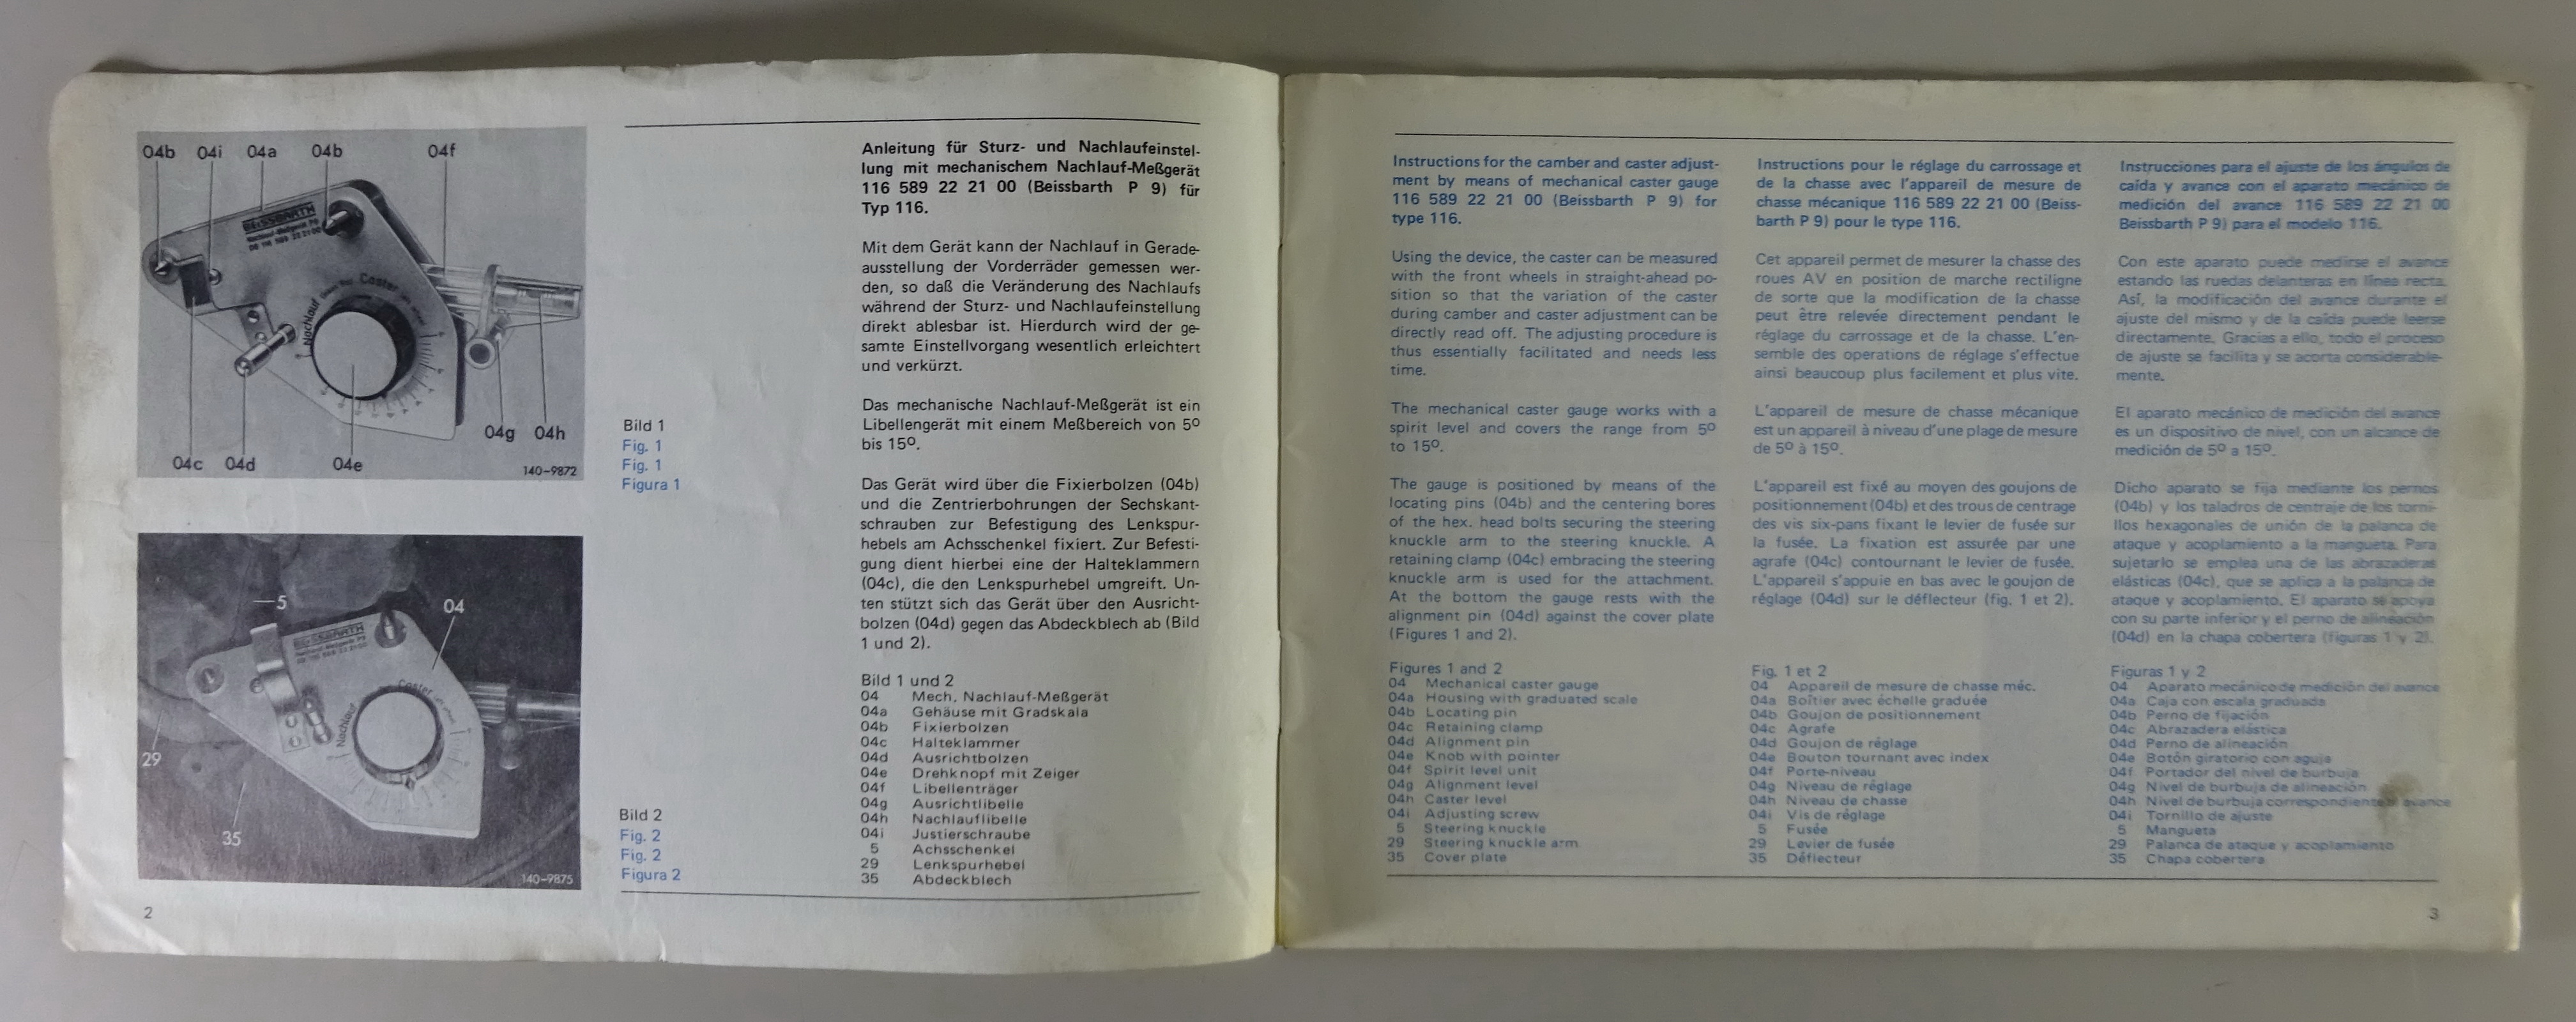 04b 04i 04a 04b 04f
BEISSBARTH
Nachlauf-Meßgerät P9
DB 116 589 22 21 00
Nachlauf
Caster
04g 04h
04c 04d 04e
140-9872
Bild 1
Fig. 1
Fig. 1
Figura 1
5
04
BEISSBARTH
Nachlauf-Meßgerät P9
DB 116 589 22 21 00
Nachlauf
Caster
29
35
140-9875
Bild 2
Fig. 2
Fig. 2
Figura 2
2
Anleitung für Sturz- und Nachlaufeinstel-
lung mit mechanischem Nachlauf-Meßgerät
116 589 22 21 00 (Beissbarth P 9) für
Typ 116.
Mit dem Gerät kann der Nachlauf in Gerade-
ausstellung der Vorderräder gemessen wer-
den, so daß die Veränderung des Nachlaufs
während der Sturz- und Nachlaufeinstellung
direkt ablesbar ist. Hierdurch wird der ge-
samte Einstellvorgang wesentlich erleichtert
und verkürzt.
Das mechanische Nachlauf-Meßgerät ist ein
Libellengerät mit einem Meßbereich von 5º
bis 15º.
Das Gerät wird über die Fixierbolzen (04b)
und die Zentrierbohrungen der Sechskant-
schrauben zur Befestigung des Lenkspur-
hebels am Achsschenkel fixiert. Zur Befesti-
gung dient hierbei eine der Halteklammern
(04c), die den Lenkspurhebel umgreift. Un-
ten stützt sich das Gerät über den Ausricht-
bolzen (04d) gegen das Abdeckblech ab (Bild
1 und 2).
Bild 1 und 2
04 Mech. Nachlauf-Meßgerät
04a Gehäuse mit Gradskala
04b Fixierbolzen
04c Halteklammer
04d Ausrichtbolzen
04e Drehknopf mit Zeiger
04f Libellenträger
04g Ausrichtlibelle
04h Nachlauflibelle
04i Justierschraube
5 Achsschenkel
29 Lenkspurhebel
35 Abdeckblech
Instructions for the camber and caster adjust-
ment by means of mechanical caster gauge
116 589 22 21 00 (Beissbarth P 9) for
type 116.
Using the device, the caster can be measured
with the front wheels in straight-ahead po-
sition so that the variation of the caster
during camber and caster adjustment can be
directly read off. The adjusting procedure is
thus essentially facilitated and needs less
time.
The mechanical caster gauge works with a
spirit level and covers the range from 5º
to 15º.
The gauge is positioned by means of the
locating pins (04b) and the centering bores
of the hex. head bolts securing the steering
knuckle arm to the steering knuckle. A
retaining clamp (04c) embracing the steering
knuckle arm is used for the attachment.
At the bottom the gauge rests with the
alignment pin (04d) against the cover plate
(Figures 1 and 2).
Figures 1 and 2
04 Mechanical caster gauge
04a Housing with graduated scale
04b Locating pin
04c Retaining clamp
04d Alignment pin
04e Knob with pointer
04f Spirit level unit
04g Alignment level
04h Caster level
04i Adjusting screw
5 Steering knuckle
29 Steering knuckle arm
35 Cover plate
Instructions pour le réglage du carrossage et
de la chasse avec l'appareil de mesure de
chasse mécanique 116 589 22 21 00 (Beiss-
barth P 9) pour le type 116.
Cet appareil permet de mesurer la chasse des
roues AV en position de marche rectiligne
de sorte que la modification de la chasse
peut être relevée directement pendant le
réglage du carrossage et de la chasse. L'en-
semble des operations de réglage s'effectue
ainsi beaucoup plus facilement et plus vite.
L'appareil de mesure de chasse mécanique
est un appareil à niveau d'une plage de mesure
de 5º à 15º.
L'appareil est fixé au moyen des goujons de
positionnement (04b) et des trous de centrage
des vis six-pans fixant le levier de fusée sur
la fusée. La fixation est assurée par une
agrafe (04c) contournant le levier de fusée.
L'appareil s'appuie en bas avec le goujon de
réglage (04d) sur le déflecteur (fig. 1 et 2).
Fig. 1 et 2
04 Appareil de mesure de chasse méc.
04a Boîtier avec échelle graduée
04b Goujon de positionnement
04c Agrafe
04d Goujon de réglage
04e Bouton tournant avec index
04f Porte-niveau
04g Niveau de réglage
04h Niveau de chasse
04i Vis de réglage
5 Fusée
29 Levier de fusée
35 Déflecteur
Instrucciones para el ajuste de los ángulos de
caída y avance con el aparato mecánico de
medición del avance 116 589 22 21 00
Beissbarth P 9) para el modelo 116.
Con este aparato puede medirse el avance
estando las ruedas delanteras en línea recta.
Así, la modificación del avance durante el
ajuste del mismo y de la caída puede leerse
directamente. Gracias a ello, todo el proceso
de ajuste se facilita y se acorta considerable-
mente.
El aparato mecánico de medición del avance
es un dispositivo de nivel, con un alcance de
medición de 5º a 15º.
Dicho aparato se fija mediante los pernos
(04b) y los taladros de centraje de los torni-
llos hexagonales de unión de la palanca de
ataque y acoplamiento a la mangueta. Para
sujetarlo se emplea una de las abrazaderas
elásticas (04c), que se aplica a la palanca de
ataque y acoplamiento. El aparato se apoya
con su parte inferior y el perno de alineación
(04d) en la chapa cobertera (figuras 1 y 2).
Figuras 1 y 2
04 Aparato mecánico de medición del avance
04a Caja con escala graduada
04b Perno de fijación
04c Abrazadera elástica
04d Perno de alineación
04e Botón giratorio con aguja
04f Portador del nivel de burbuja
04g Nivel de burbuja de alineación
04h Nivel de burbuja correspondiente avance
04i Tornillo de ajuste
5 Mangueta
29 Palanca de ataque y acoplamiento
35 Chapa cobertera
3